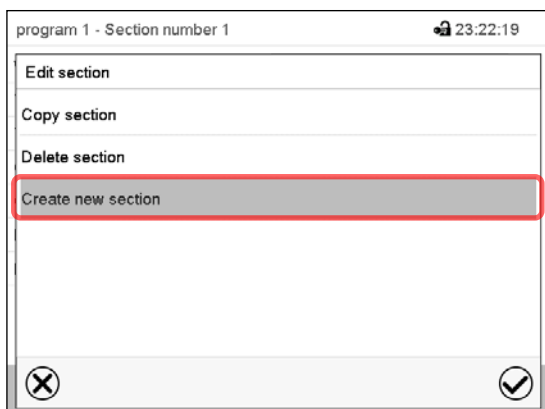 program 1 - Section number 1 23:22:19
Edit section
Copy section
Delete section
Create new section